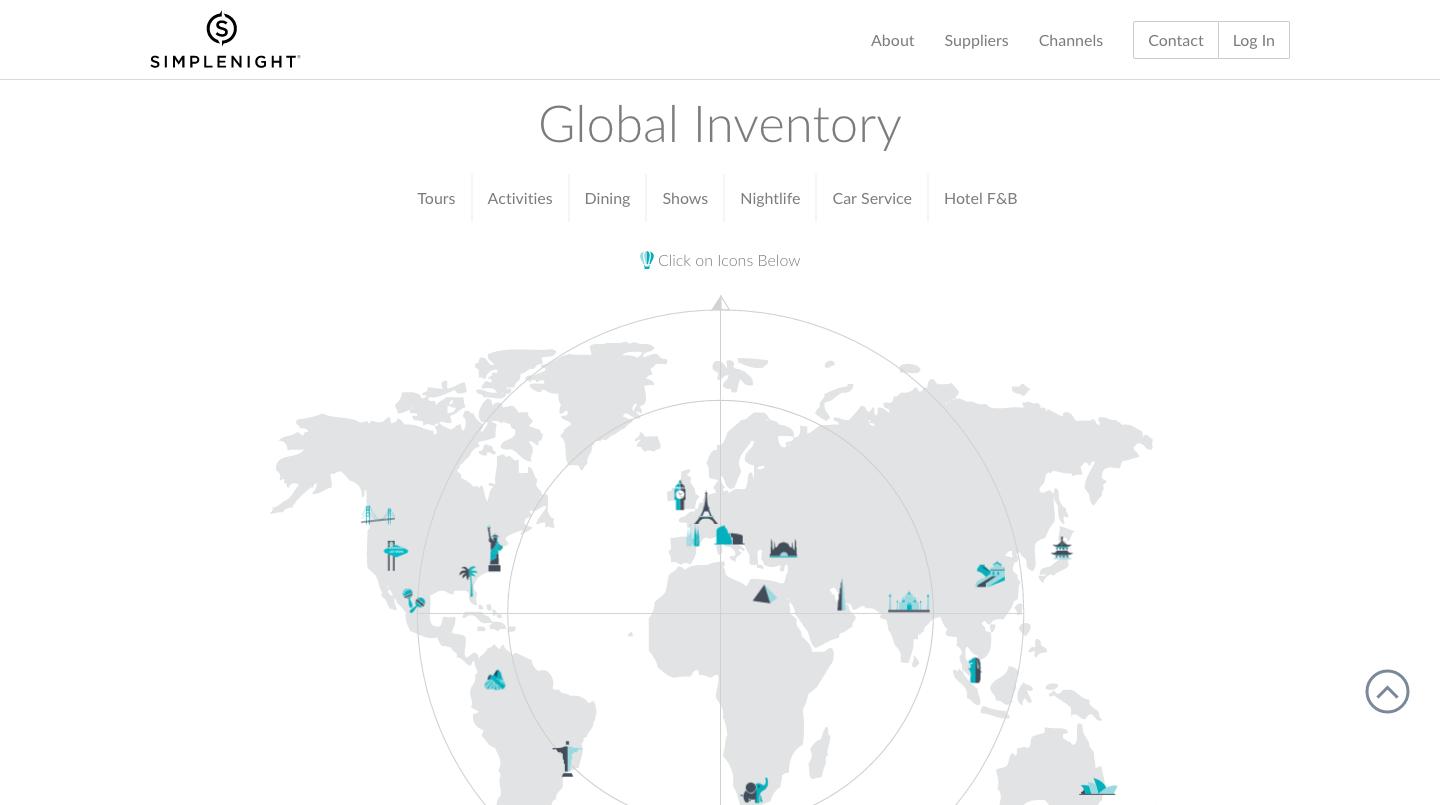 SIMPLENIGHT
About
Suppliers
Channels
Contact
Log In
Global Inventory
Tours
Activities
Dining
Shows
Nightlife
Car Service
Hotel F&B
Click on Icons Below